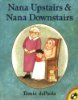 Nana Upstairs &
Nana Downstairs
Tomie dePaola